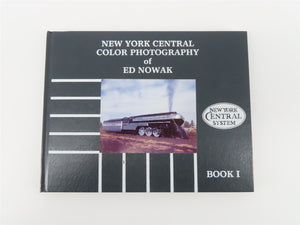 NEW YORK CENTRAL
COLOR PHOTOGRAPHY
of
ED NOWAK
NEW YORK
CENTRAL
SYSTEM
BOOK I